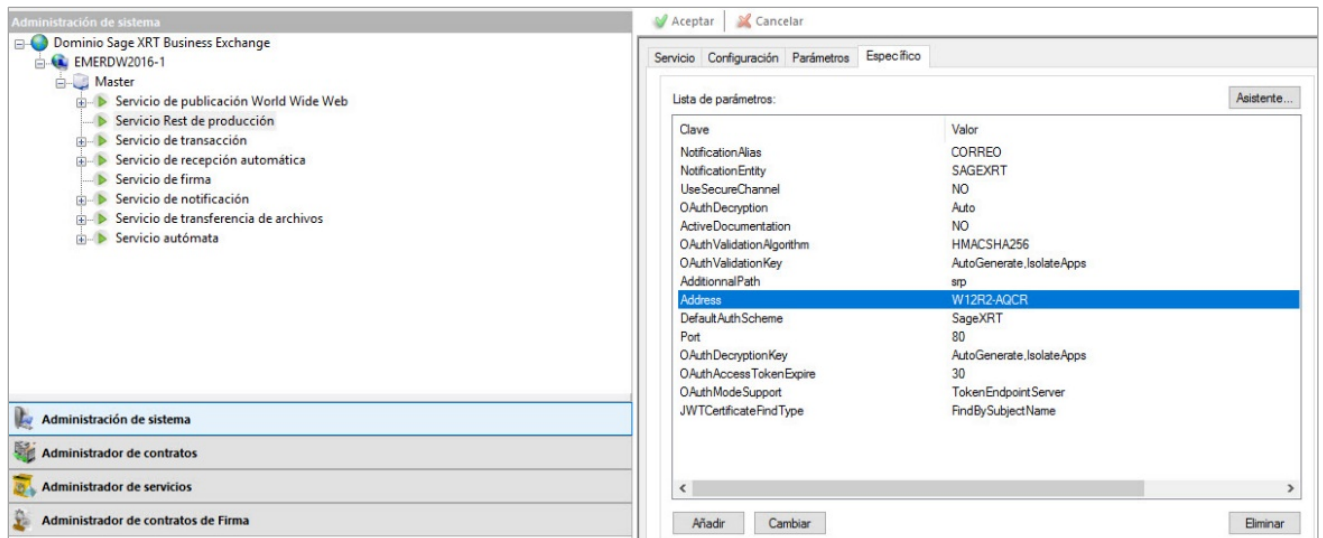 Administración de sistema
Dominio Sage XRT Business Exchange
EMERDW2016-1
Master
Servicio de publicación World Wide Web
Servicio Rest de producción
Servicio de transacción
Servicio de recepción automática
Servicio de firma
Servicio de notificación
Servicio de transferencia de archivos
Servicio autómata
Administración de sistema
Administrador de contratos
Administrador de servicios
Administrador de contratos de Firma
Aceptar Cancelar
Servicio Configuración Parámetros Específico
Lista de parámetros: Asistente...
Clave Valor
NotificationAlias CORREO
NotificationEntity SAGEXRT
UseSecureChannel NO
OAuthDecryption Auto
ActiveDocumentation NO
OAuthValidationAlgorithm HMACSHA256
OAuthValidationKey AutoGenerate,IsolateApps
AdditionnalPath srp
Address W12R2-AQCR
DefaultAuthScheme SageXRT
Port 80
OAuthDecryptionKey AutoGenerate,IsolateApps
OAuthAccessTokenExpire 30
OAuthModeSupport TokenEndpointServer
JWTCertificateFindType FindBySubjectName
Añadir Cambiar Eliminar